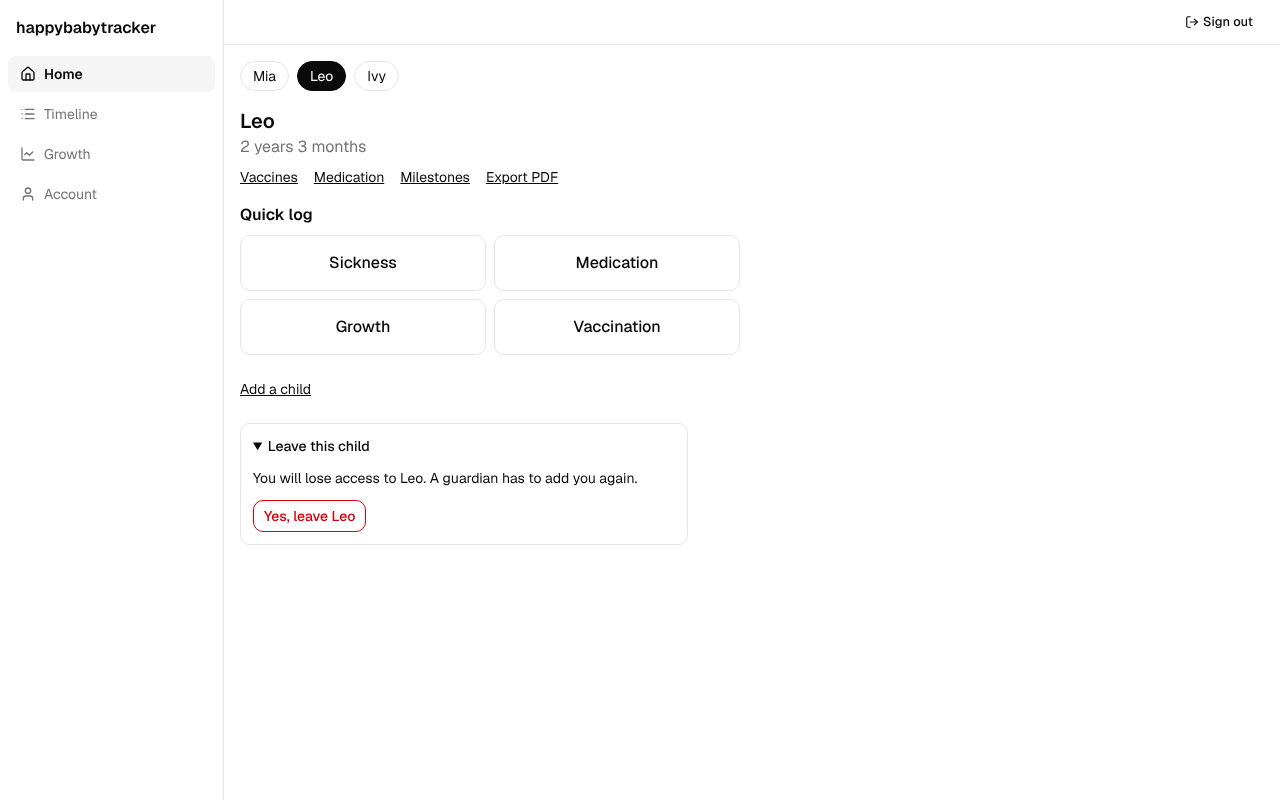 happybabytracker
Sign out
Home
Timeline
Growth
Account
Mia Leo Ivy
Leo
2 years 3 months
Vaccines Medication Milestones Export PDF
Quick log
Sickness Medication
Growth Vaccination
Add a child
Leave this child
You will lose access to Leo. A guardian has to add you again.
Yes, leave Leo